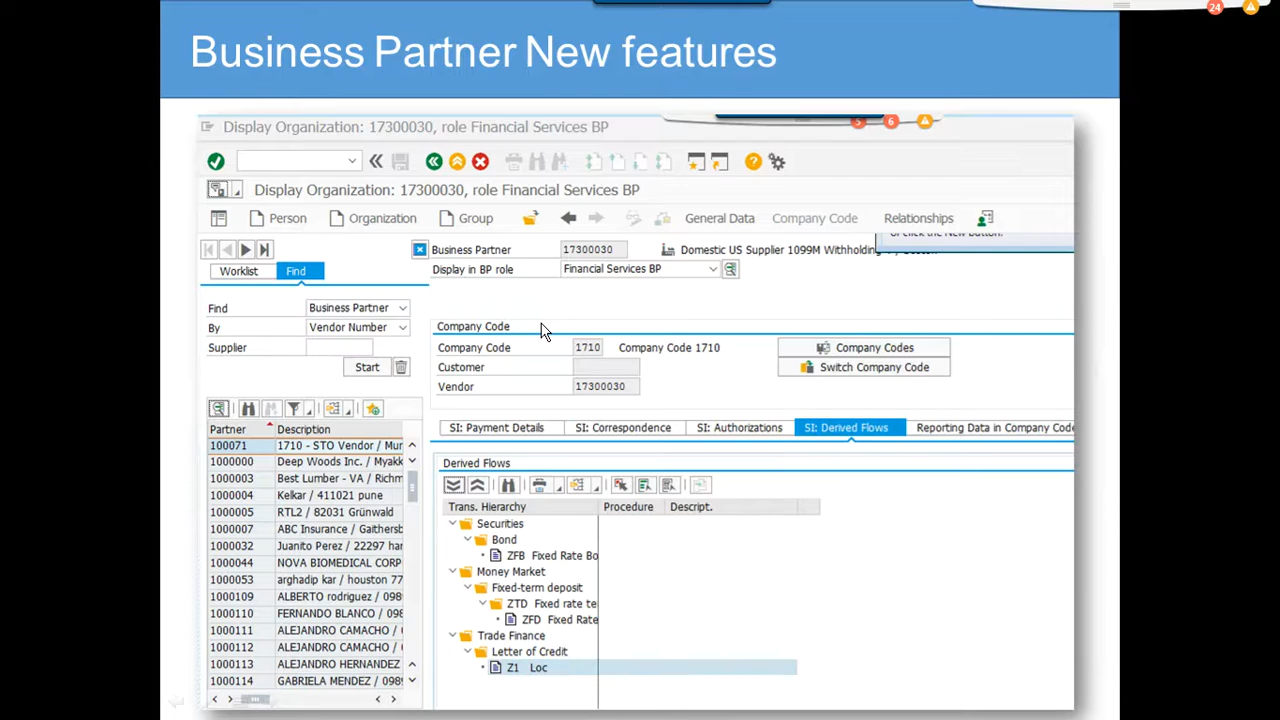 24
Business Partner New features
Display Organization: 17300030, role Financial Services BP
5 6
Display Organization: 17300030, role Financial Services BP
Person Organization Group General Data Company Code Relationships
or click the New button.
Business Partner 17300030 Domestic US Supplier 1099M Withholding
Worklist Find
Display in BP role Financial Services BP
Find Business Partner
By Vendor Number
Supplier
Start
Company Code
Company Code 1710 Company Code 1710 Company Codes
Customer Switch Company Code
Vendor 17300030
SI: Payment Details SI: Correspondence SI: Authorizations SI: Derived Flows Reporting Data in Company Code
Partner Description
100071 1710 - STO Vendor / Mur
1000000 Deep Woods Inc. / Myakk
1000003 Best Lumber - VA / Richm
1000004 Kelkar / 411021 pune
1000005 RTL2 / 82031 Grünwald
1000007 ABC Insurance / Gaithersb
1000032 Juanito Perez / 22297 har
1000044 NOVA BIOMEDICAL CORP
1000053 arghadip kar / houston 77
1000109 ALBERTO rodriguez / 098
1000110 FERNANDO BLANCO / 098
1000111 ALEJANDRO CAMACHO /
1000112 ALEJANDRO CAMACHO /
1000113 ALEJANDRO HERNANDEZ
1000114 GABRIELA MENDEZ / 098
Derived Flows
Trans. Hierarchy Procedure Descript.
Securities
Bond
ZFB Fixed Rate Bo
Money Market
Fixed-term deposit
ZTD Fixed rate te
ZFD Fixed Rate
Trade Finance
Letter of Credit
Z1 Loc